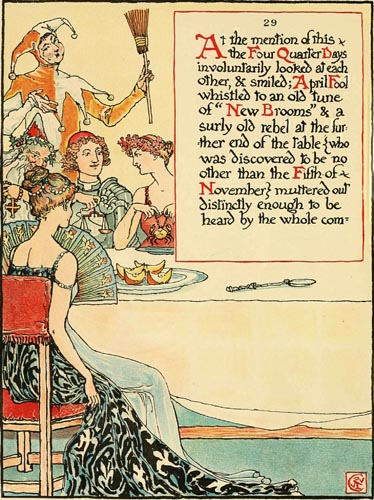 29
At the mention of this
the Four Quarter Days
involuntarily looked at each
other, & smiled; April Fool
whistled to an old tune
of "New Brooms" & a
surly old rebel at the fur-
ther end of the table {who
was discovered to be no
other than the Fifth of
November} muttered out
distinctly enough to be
heard by the whole com=